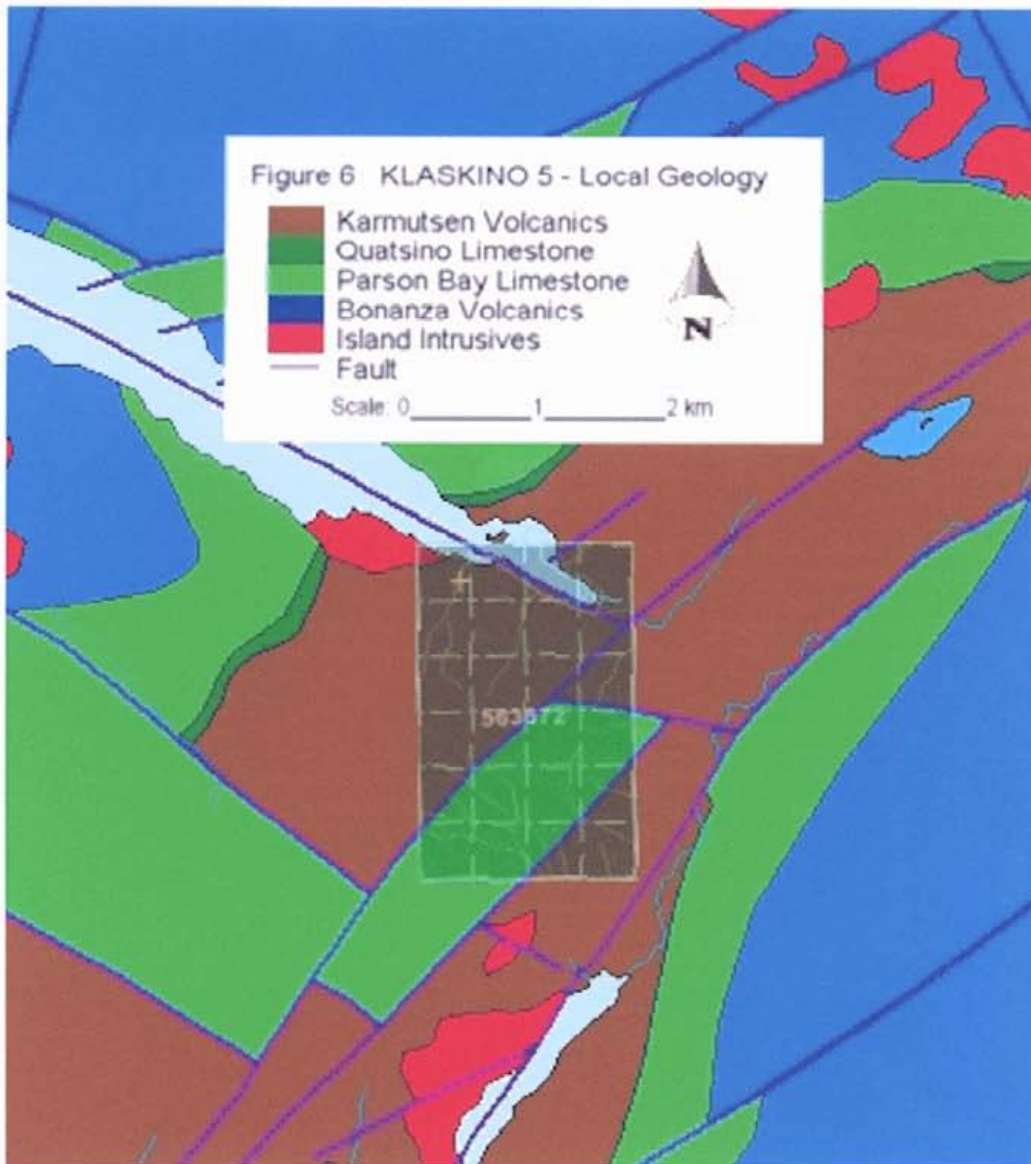 Figure 6 KLASKINO 5 - Local Geology
Karmutsen Volcanics
Quatsino Limestone
Parson Bay Limestone
Bonanza Volcanics
Island Intrusives
Fault
N
Scale: 0 1 2 km